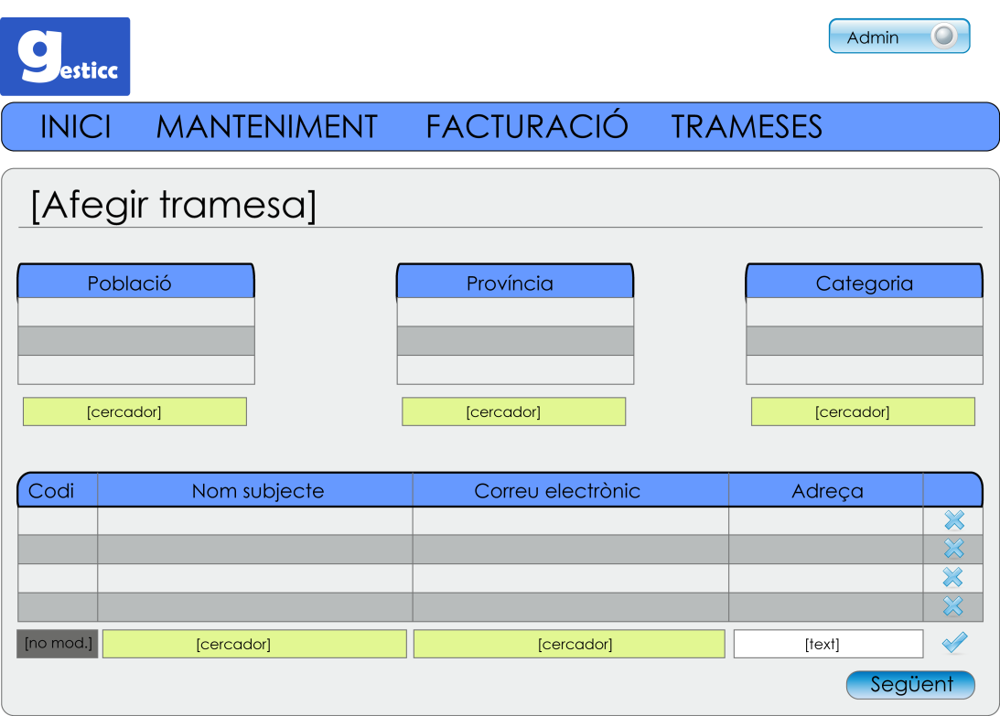 gesticc
Admin
INICI MANTENIMENT FACTURACIÓ TRAMESES
[Afegir tramesa]
Població Província Categoria
[cercador] [cercador] [cercador]
Codi Nom subjecte Correu electrònic Adreça
[no mod.] [cercador] [cercador] [text]
Següent